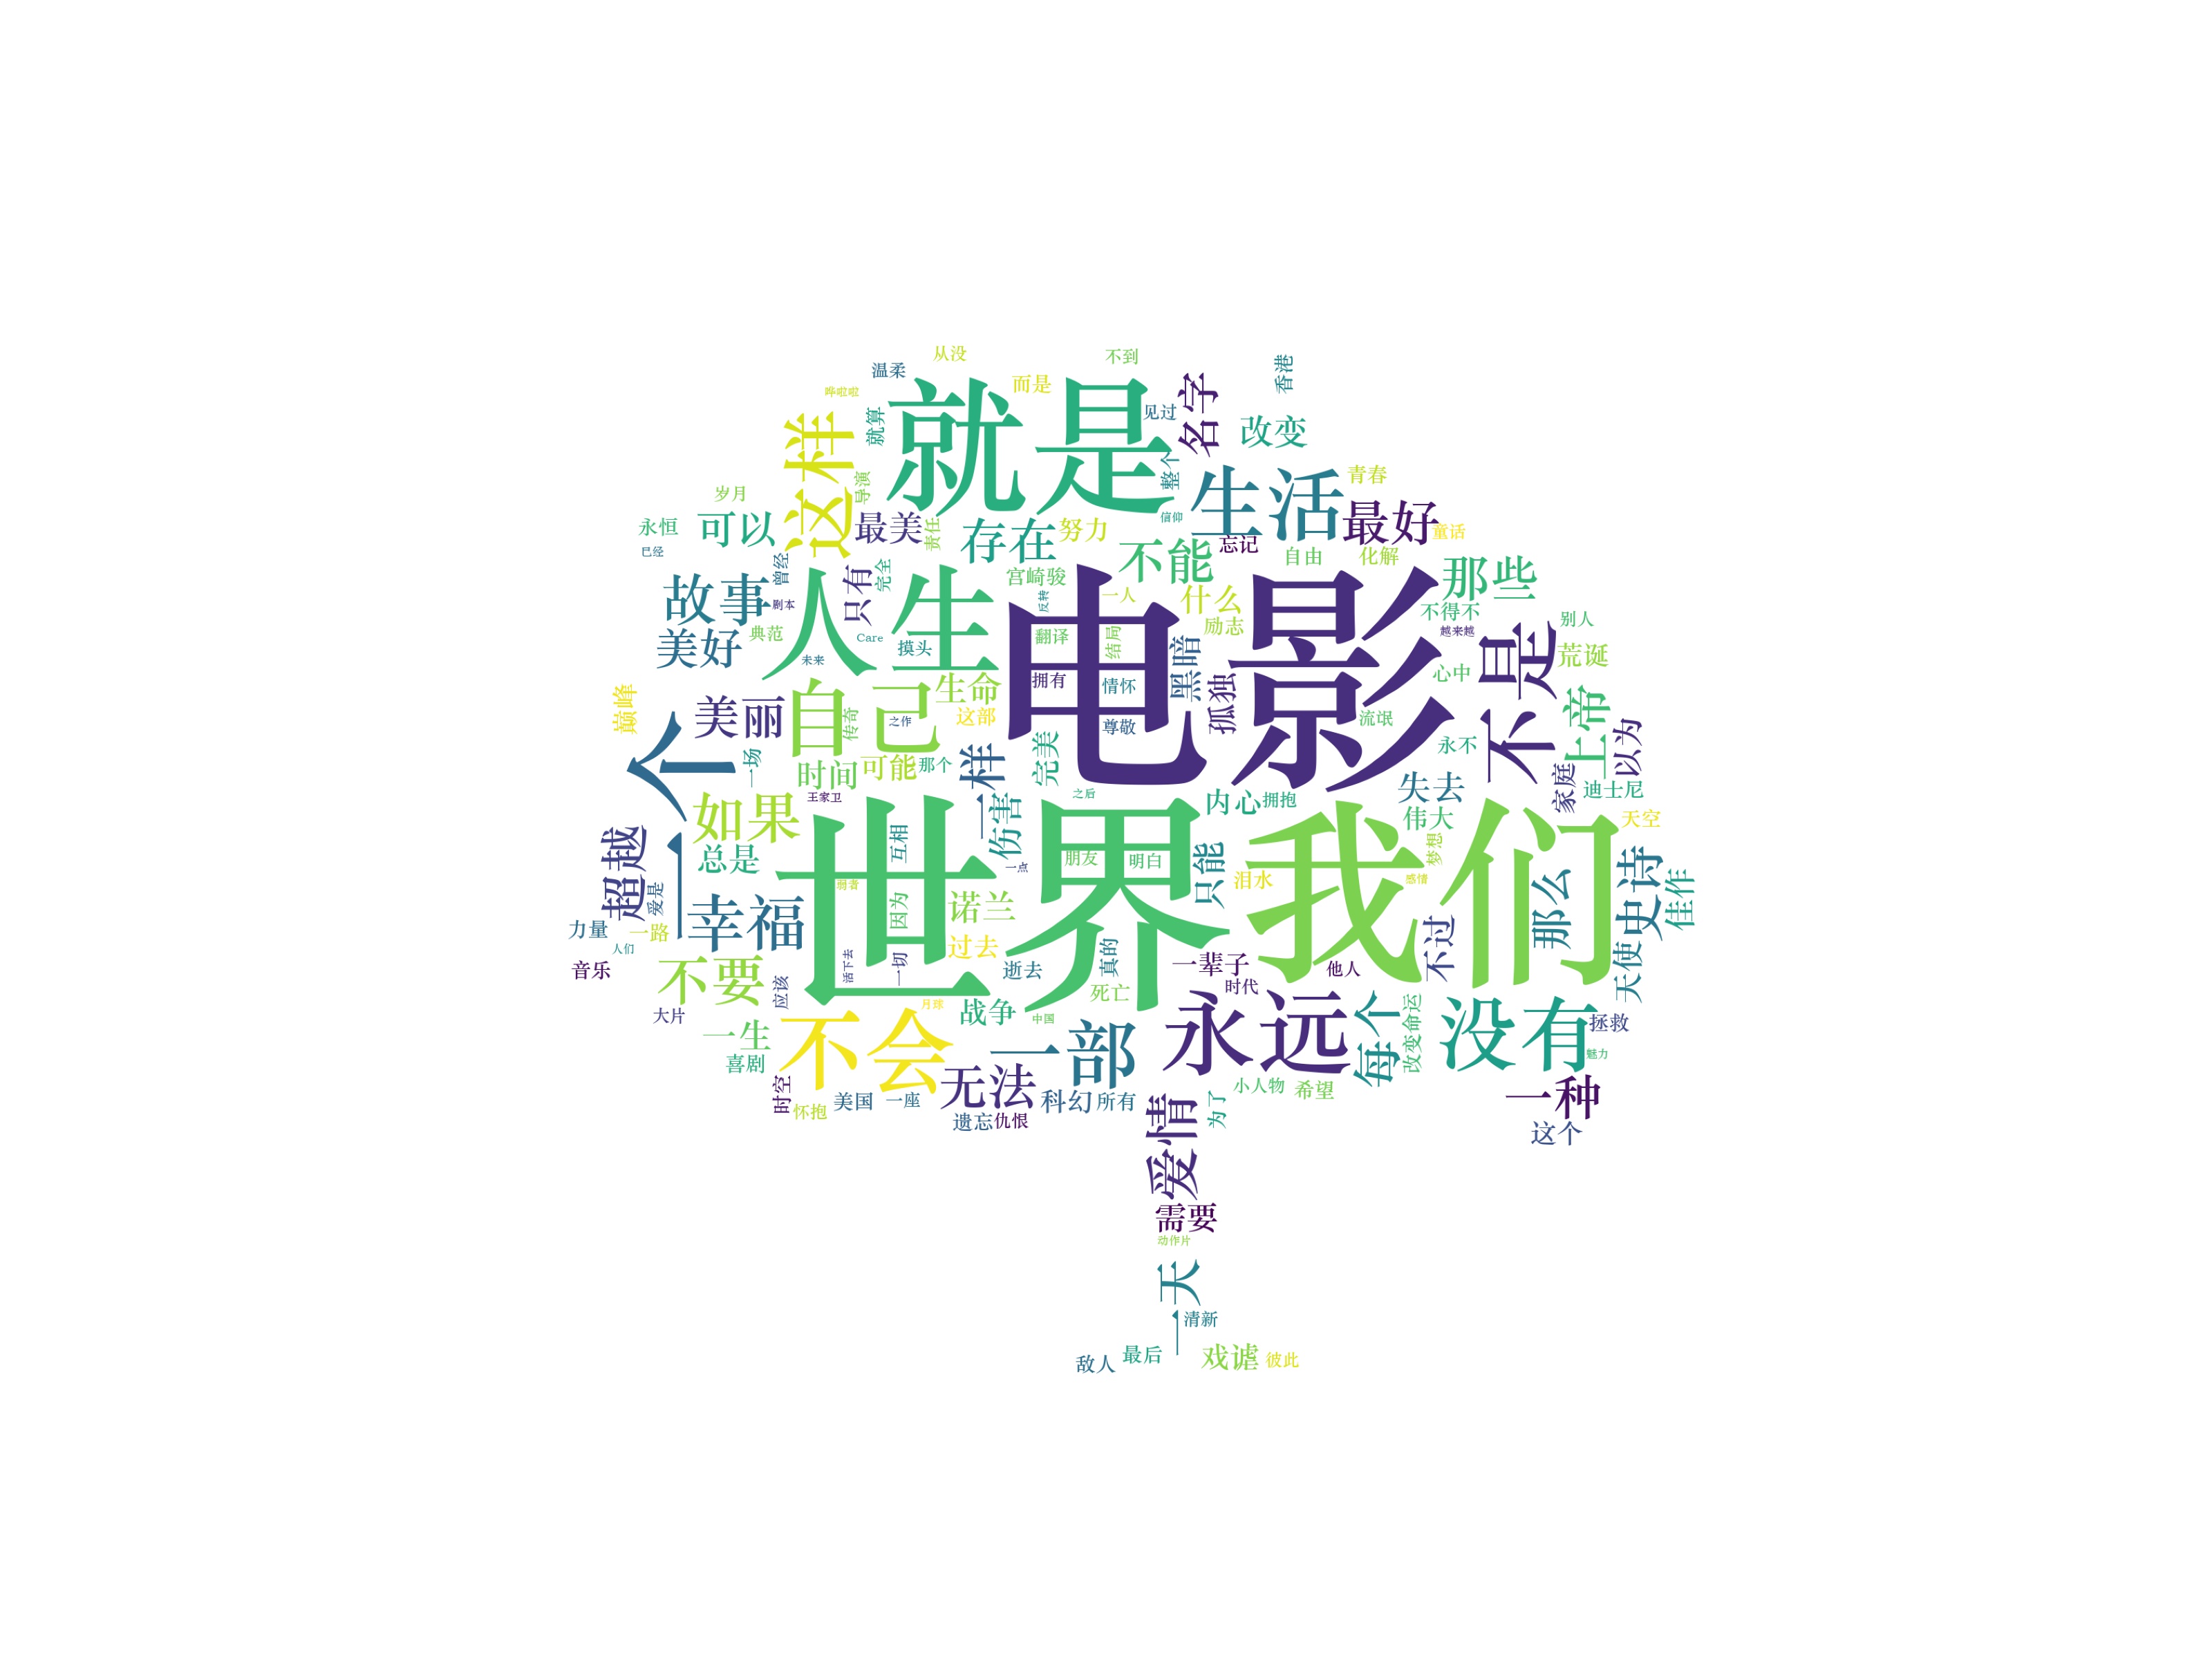 从没
不到
温柔
而是
香港
哗啦啦
就是
见过
名字
改变
就算
这样
整个
导演
生活
青春
岁月
最好
永恒
可以
最美
责任
存在
努力
信仰
不能
忘记
自由
化解
童话
已经
曾经
那些
故事
只有
完全
人生
宫崎骏
反转
一人
电影
什么
励志
不得不
别人
剧本
典范
Care
摸头
翻译
结局
越来越
美好
未来
黑暗
不是
荒诞
拥有
情怀
孤独
心中
巅峰
美丽
自己
生命
传奇
之作
这部
尊敬
流氓
上帝
以为
一个
一场
时间
可能
那个
一样
完美
永不
家庭
王家卫
之后
内心
拥抱
失去
迪士尼
如果
伤害
伟大
天空
超越
总是
世界
互相
我们
梦想
朋友
明白
一点
只能
爱是
弱者
泪水
感情
那么
史诗
佳作
幸福
因为
诺兰
力量
一路
人们
过去
不过
音乐
不要
活下去
一切
逝去
真的
一辈子
他人
天使
应该
死亡
时代
大片
月球
战争
中国
永远
每个
改变命运
没有
拯救
一生
不会
一部
喜剧
魅力
时空
无法
小人物
希望
一种
怀抱
美国
一座
科幻
所有
为了
遗忘
仇恨
爱情
这个
需要
动作片
一天
清新
敌人
最后
戏谑
彼此